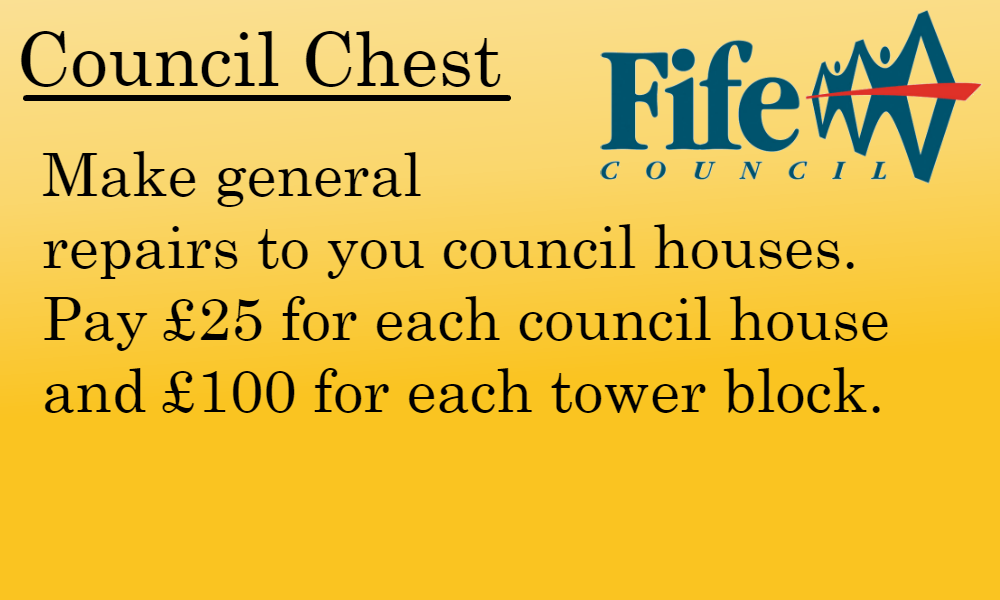 Council Chest
Fife
COUNCIL
Make general
repairs to you council houses.
Pay £25 for each council house
and £100 for each tower block.